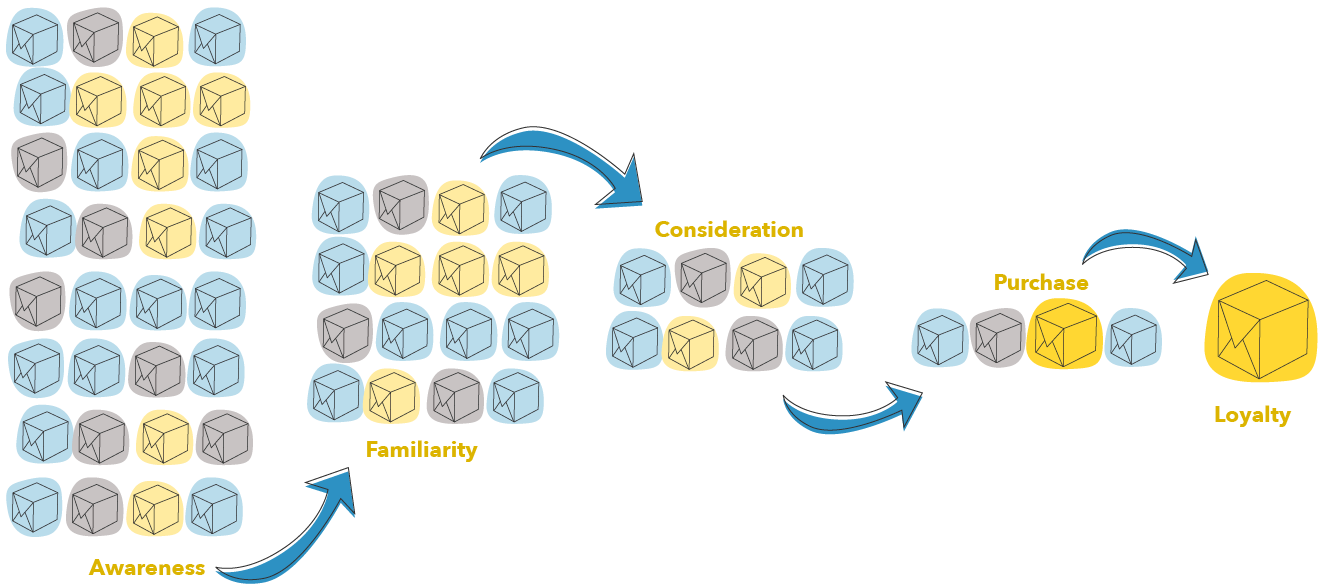 Awareness
Familiarity
Consideration
Purchase
Loyalty